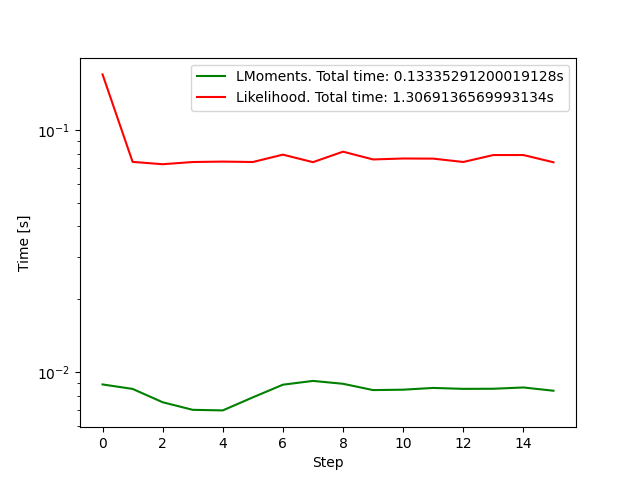 LMoments. Total time: 0.13335291200019128s
Likelihood. Total time: 1.3069136569993134s
10⁻¹
10⁻²
Time [s]
0 2 4 6 8 10 12 14
Step